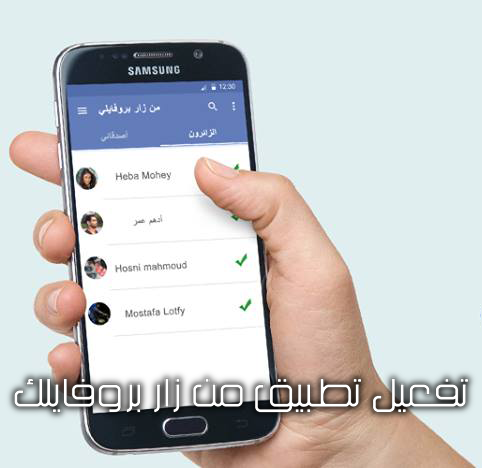 SAMSUNG
12:30
من زار بروفايلي
الزائرون
أصدقائي
Heba Mohey
أدهم عمر
Hosni mahmoud
Mostafa Lotfy
تفعيل تطبيق من زار بروفايلك